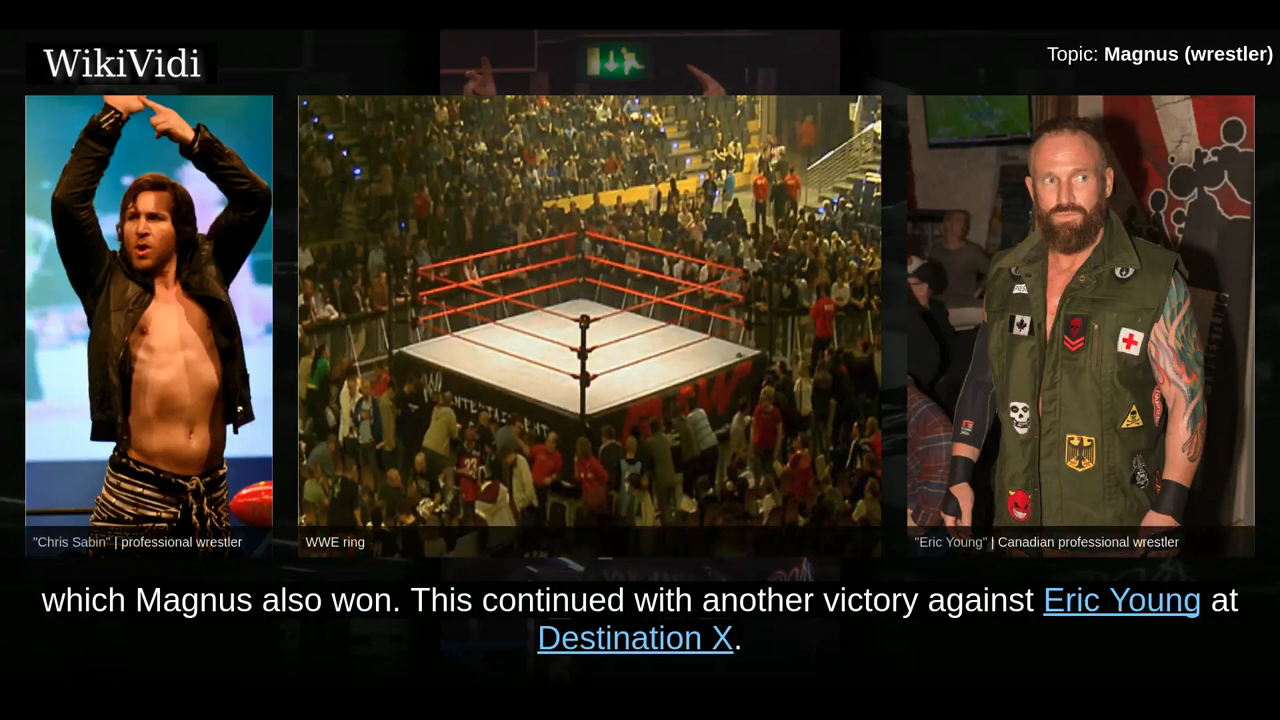 WikiVidi
Topic: Magnus (wrestler)
"Chris Sabin" | professional wrestler
WWE ring
"Eric Young" | Canadian professional wrestler
which Magnus also won. This continued with another victory against Eric Young at
Destination X.